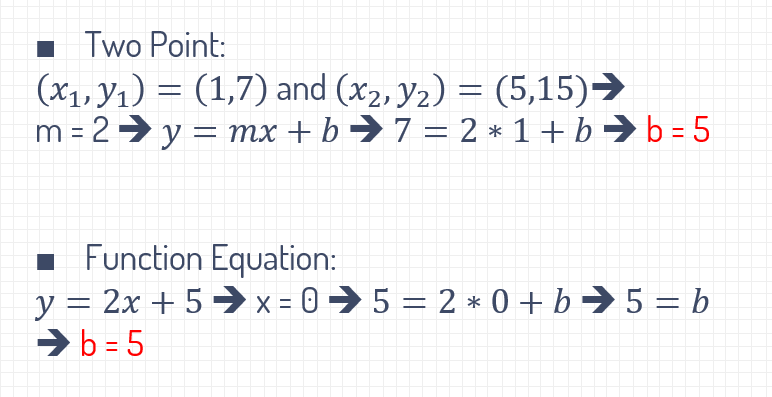 ▪ Two Point:
(x₁, y₁) = (1,7) and (x₂, y₂) = (5,15)➔
m = 2 ➔ y = mx + b ➔ 7 = 2 * 1 + b ➔ b = 5
▪ Function Equation:
y = 2x + 5 ➔ x = 0 ➔ 5 = 2 * 0 + b ➔ 5 = b
➔ b = 5